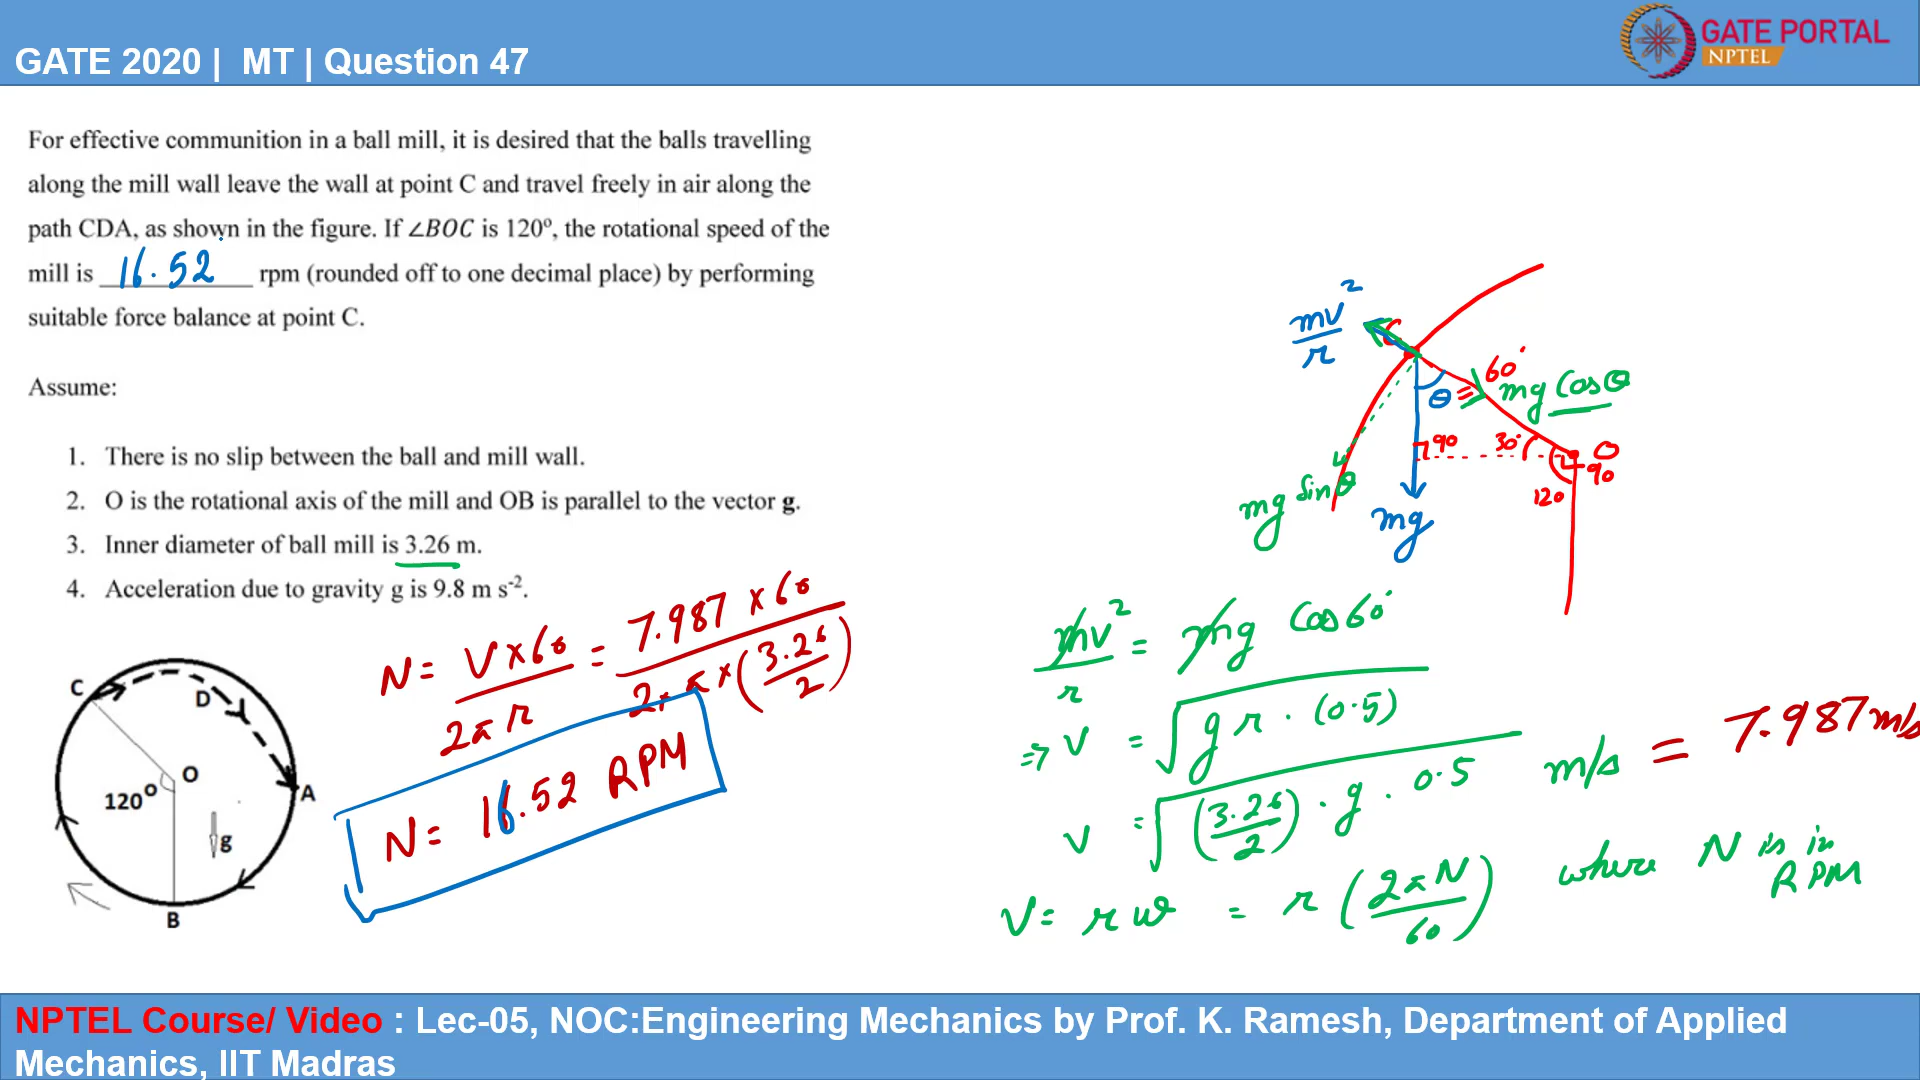 GATE 2020 | MT | Question 47
GATE PORTAL
NPTEL
For effective communition in a ball mill, it is desired that the balls travelling
along the mill wall leave the wall at point C and travel freely in air along the
path CDA, as shown in the figure. If ∠BOC is 120º, the rotational speed of the
mill is 16.52 rpm (rounded off to one decimal place) by performing
suitable force balance at point C.
Assume:
1. There is no slip between the ball and mill wall.
2. O is the rotational axis of the mill and OB is parallel to the vector g.
3. Inner diameter of ball mill is 3.26 m.
4. Acceleration due to gravity g is 9.8 m s⁻².
C
D
O
120º
A
g
B
N = V×60 / 2πr = 7.987 × 60 / 2×π×(3.26/2)
N = 16.52 RPM
mv²/r
C
60°
θ =
mg cosθ
90
30°
O
90
120
mg sinθ
mg
mv²/r = mg cos60°
⇒ v = √gr·(0.5)
v = √(3.26/2)·g·0.5 m/s = 7.987 m/s
V = rω = r(2πN/60) where N is in RPM
NPTEL Course/ Video : Lec-05, NOC:Engineering Mechanics by Prof. K. Ramesh, Department of Applied
Mechanics, IIT Madras